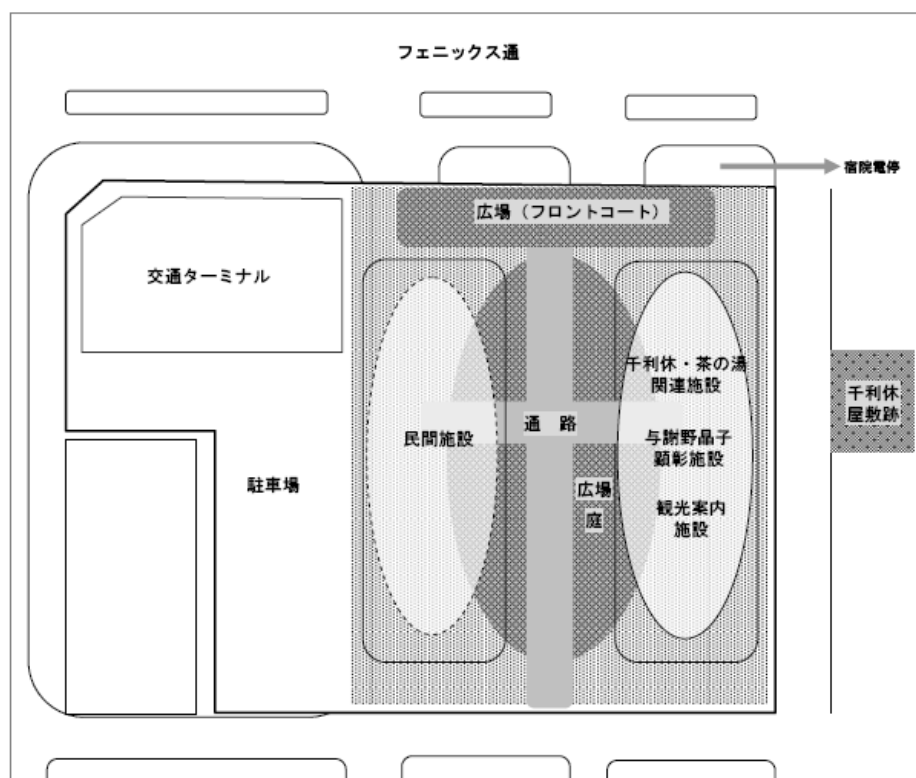 フェニックス通
宿院電停
広場（フロントコート）
交通ターミナル
千利休・茶の湯
関連施設
千利休
屋敷跡
通 路
与謝野晶子
顕彰施設
民間施設
駐車場
広場
庭
観光案内
施設